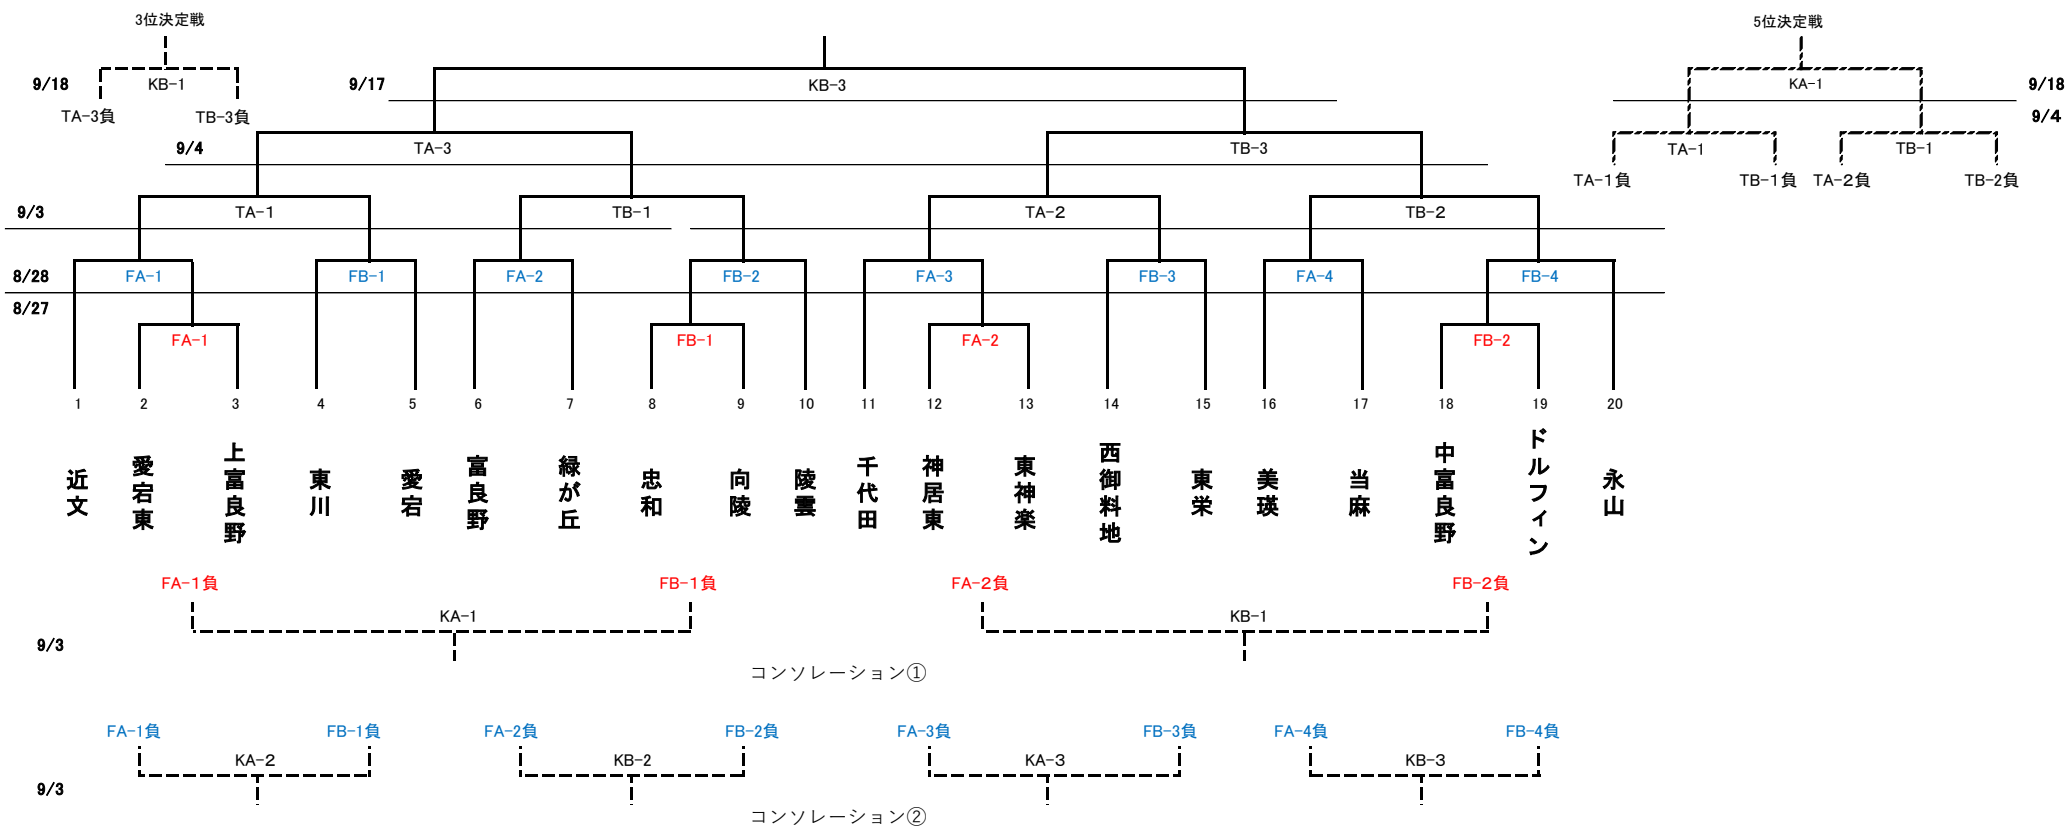 3位決定戦
5位決定戦
9/18 KB-1 9/17 KB-3 KA-1 9/18
TA-3負 TB-3負 9/4
9/4 TA-3 TB-3 TA-1 TB-1
TA-1負 TB-1負 TA-2負 TB-2負
9/3 TA-1 TB-1 TA-2 TB-2
8/28 FA-1 FB-1 FA-2 FB-2 FA-3 FB-3 FA-4 FB-4
8/27
FA-1 FB-1 FA-2 FB-2
1 2 3 4 5 6 7 8 9 10 11 12 13 14 15 16 17 18 19 20
近文
愛宕東
上富良野
東川
愛宕
富良野
緑が丘
忠和
向陵
陵雲
千代田
神居東
東神楽
西御料地
東栄
美瑛
当麻
中富良野
ドルフィン
永山
FA-1負 FB-1負 FA-2負 FB-2負
KA-1 KB-1
9/3
コンソレーション①
FA-1負 FB-1負 FA-2負 FB-2負 FA-3負 FB-3負 FA-4負 FB-4負
KA-2 KB-2 KA-3 KB-3
9/3
コンソレーション②